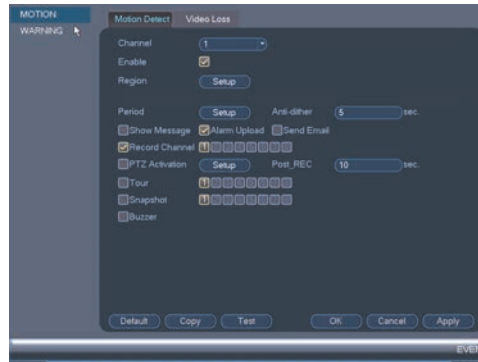 MOTION
WARNING
Motion Detect Video Loss
Channel 1
Enable
Region Setup
Period Setup Anti-dither 5 sec.
Show Message Alarm Upload Send Email
Record Channel 1
PTZ Activation Setup Post_REC 10 sec.
Tour 1
Snapshot 1
Buzzer
Default Copy Test OK Cancel Apply